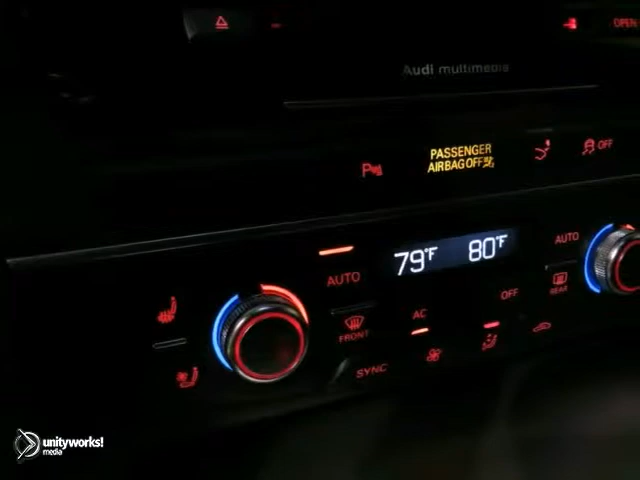 OPEN
Audi multimedia
PASSENGER
AIRBAG OFF
P
OFF
79°F
80°F
AUTO
AUTO
OFF
REAR
FRONT
AC
SYNC
unityworks!
media